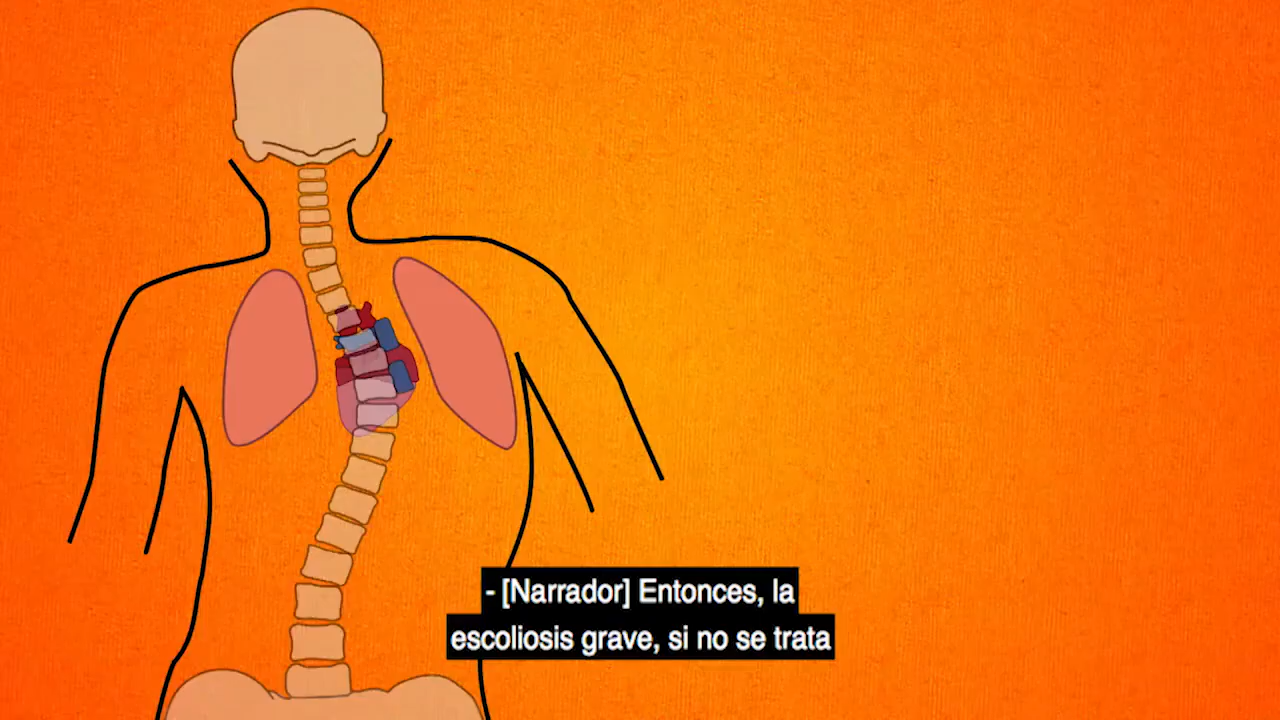 - [Narrador] Entonces, la
escoliosis grave, si no se trata